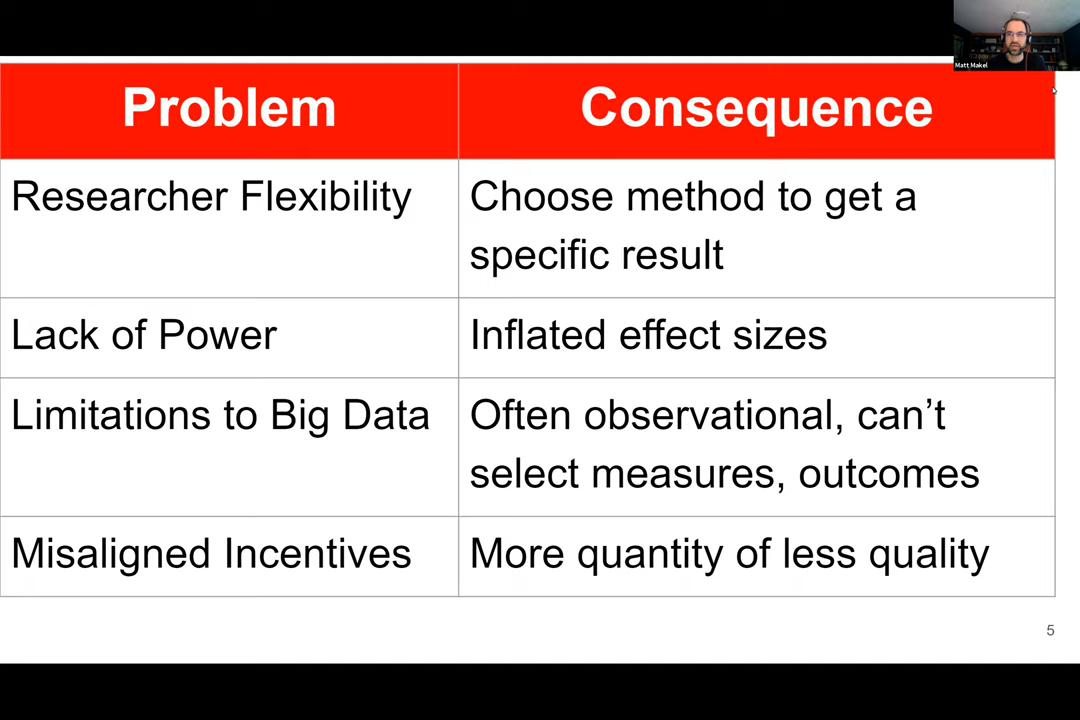 Matt Makel
Problem
Consequence
Researcher Flexibility
Choose method to get a
specific result
Lack of Power
Inflated effect sizes
Limitations to Big Data
Often observational, can’t
select measures, outcomes
Misaligned Incentives
More quantity of less quality
5